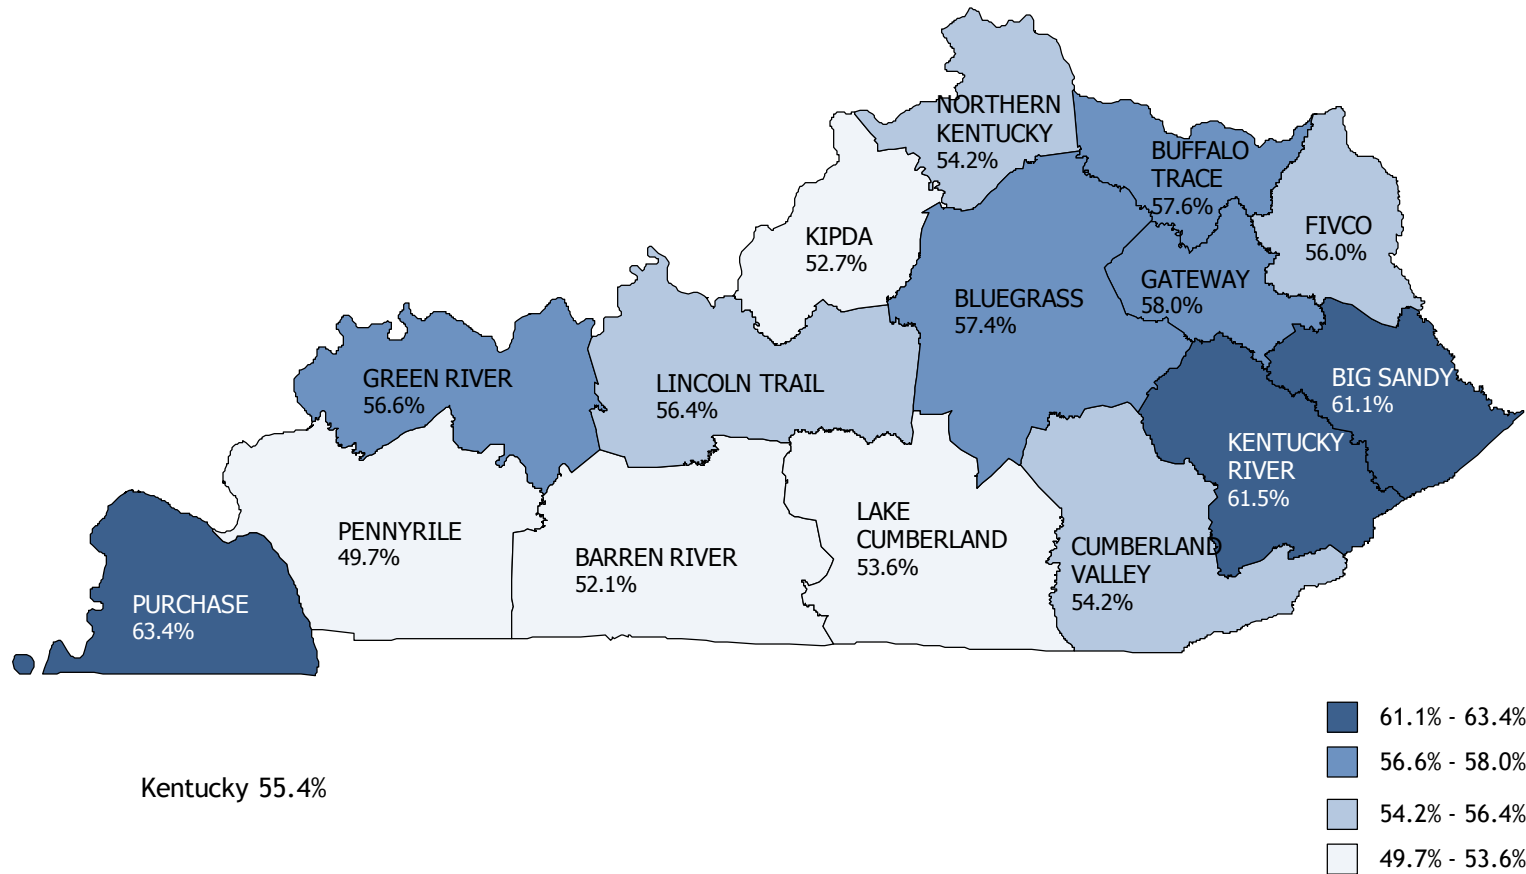 NORTHERN
KENTUCKY
54.2%
BUFFALO
TRACE
57.6%
FIVCO
56.0%
KIPDA
52.7%
GATEWAY
58.0%
BLUEGRASS
57.4%
GREEN RIVER
56.6%
LINCOLN TRAIL
56.4%
BIG SANDY
61.1%
KENTUCKY
RIVER
61.5%
PENNYRILE
49.7%
BARREN RIVER
52.1%
LAKE
CUMBERLAND
53.6%
CUMBERLAND
VALLEY
54.2%
PURCHASE
63.4%
61.1% - 63.4%
56.6% - 58.0%
54.2% - 56.4%
49.7% - 53.6%
Kentucky 55.4%